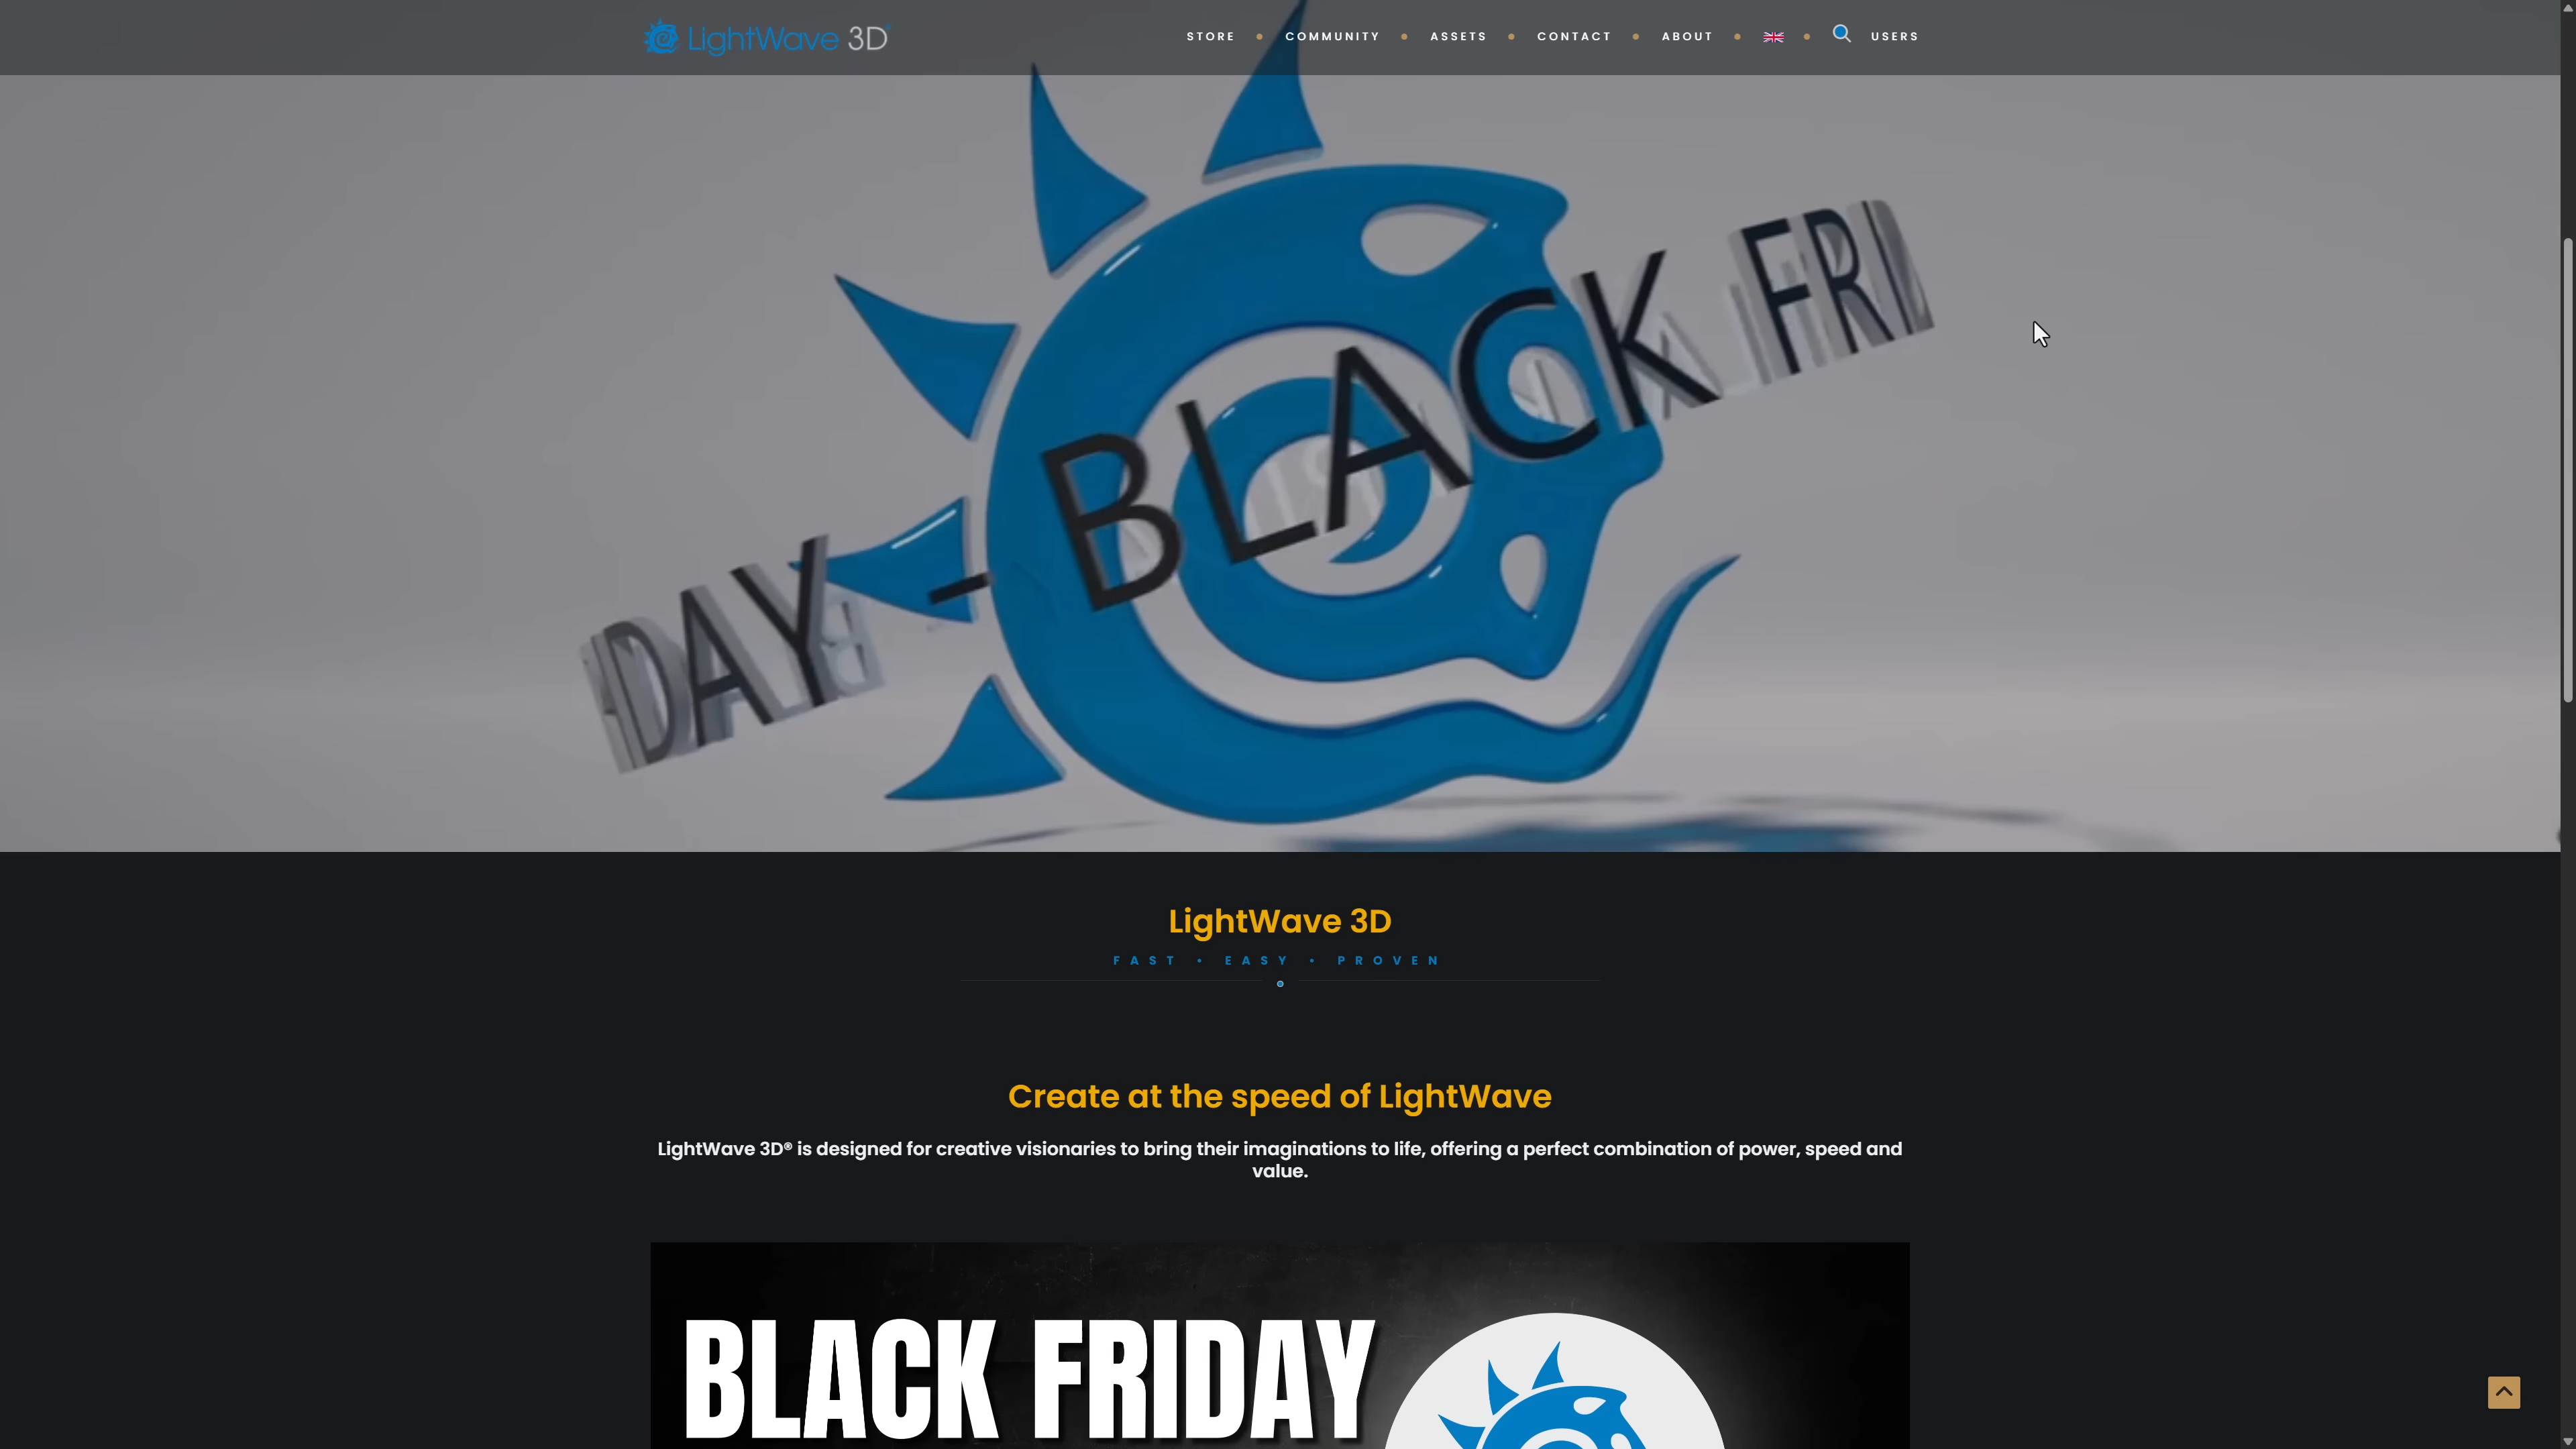 LightWave 3D
STORE • COMMUNITY • ASSETS • CONTACT • ABOUT • USERS
DAY - BLACK FRI
LightWave 3D
FAST • EASY • PROVEN
Create at the speed of LightWave
LightWave 3D® is designed for creative visionaries to bring their imaginations to life, offering a perfect combination of power, speed and
value.
BLACK FRIDAY